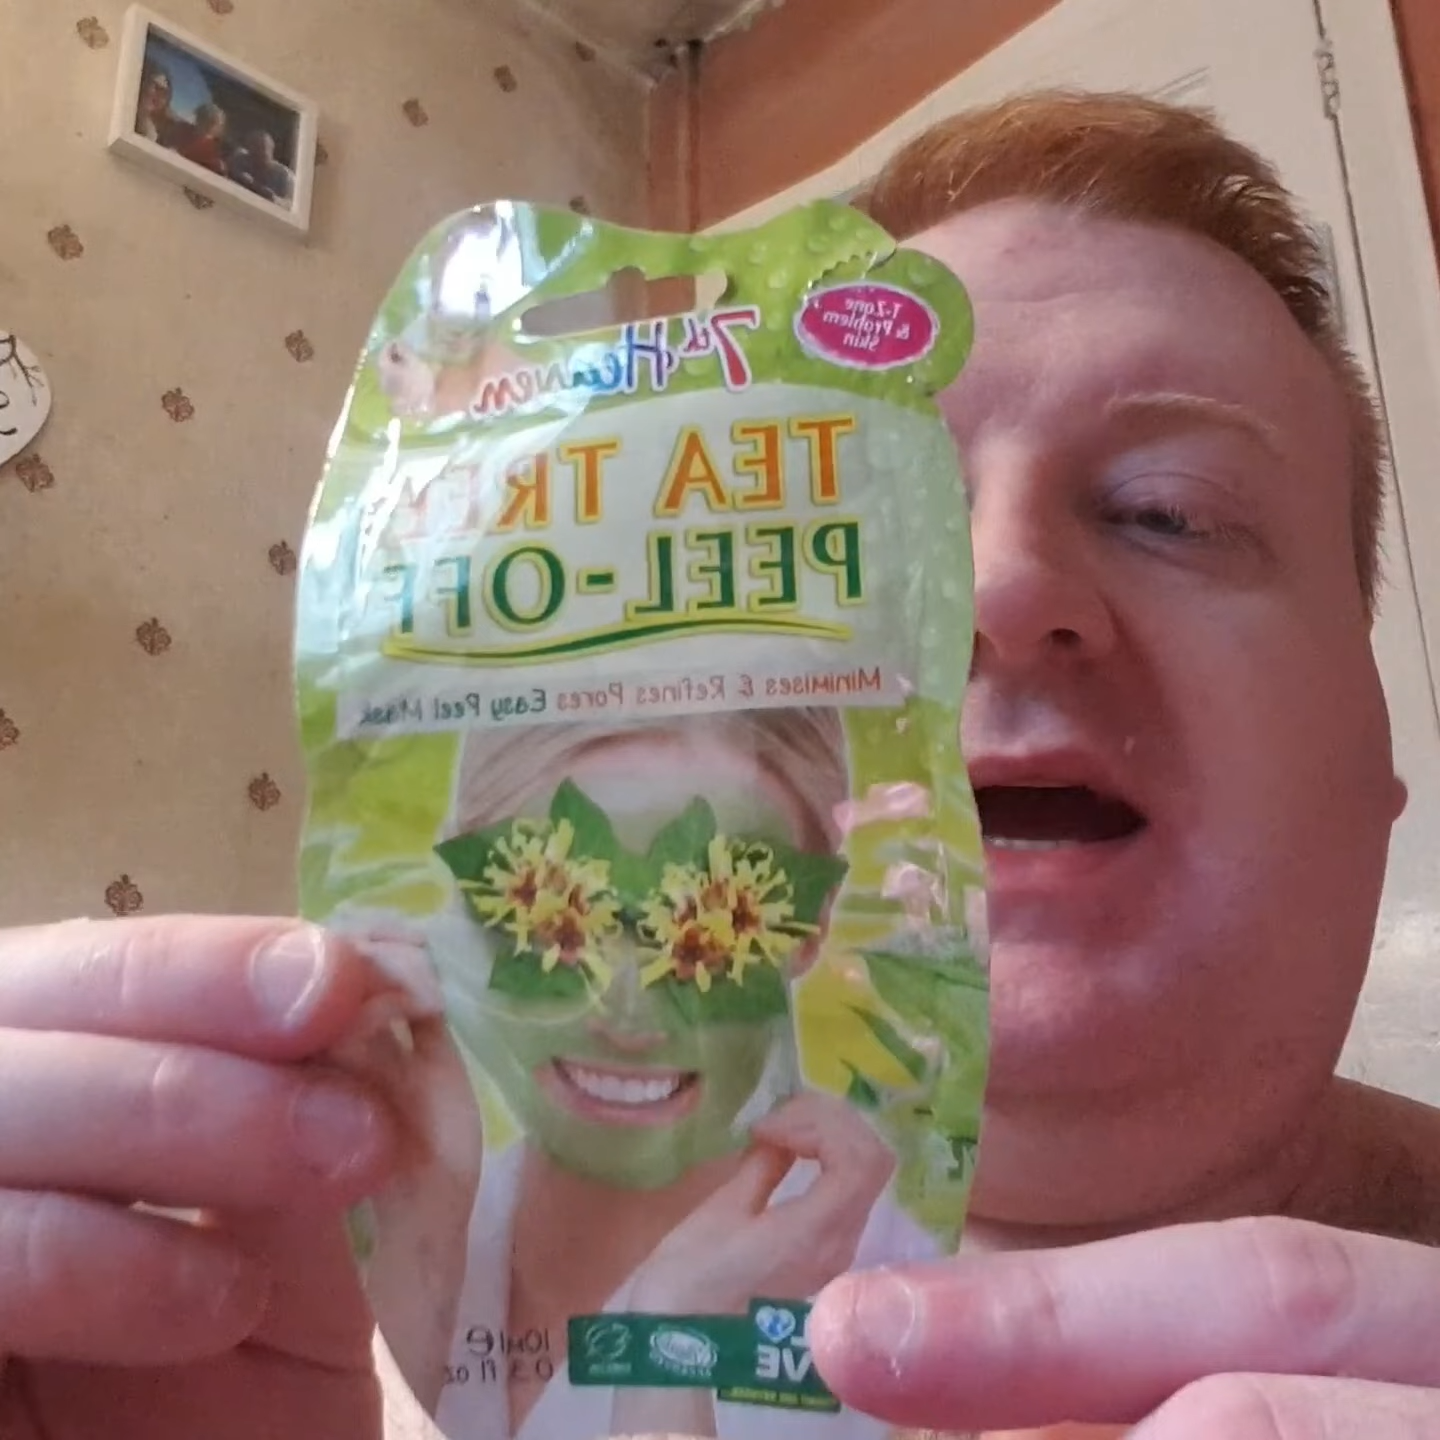 T-Zone
& Problem
Skin
7th Heaven
TEA TREE
PEEL-OFF
Minimises & Refines Pores Easy Peel Mask
10ml e
0.3 fl oz